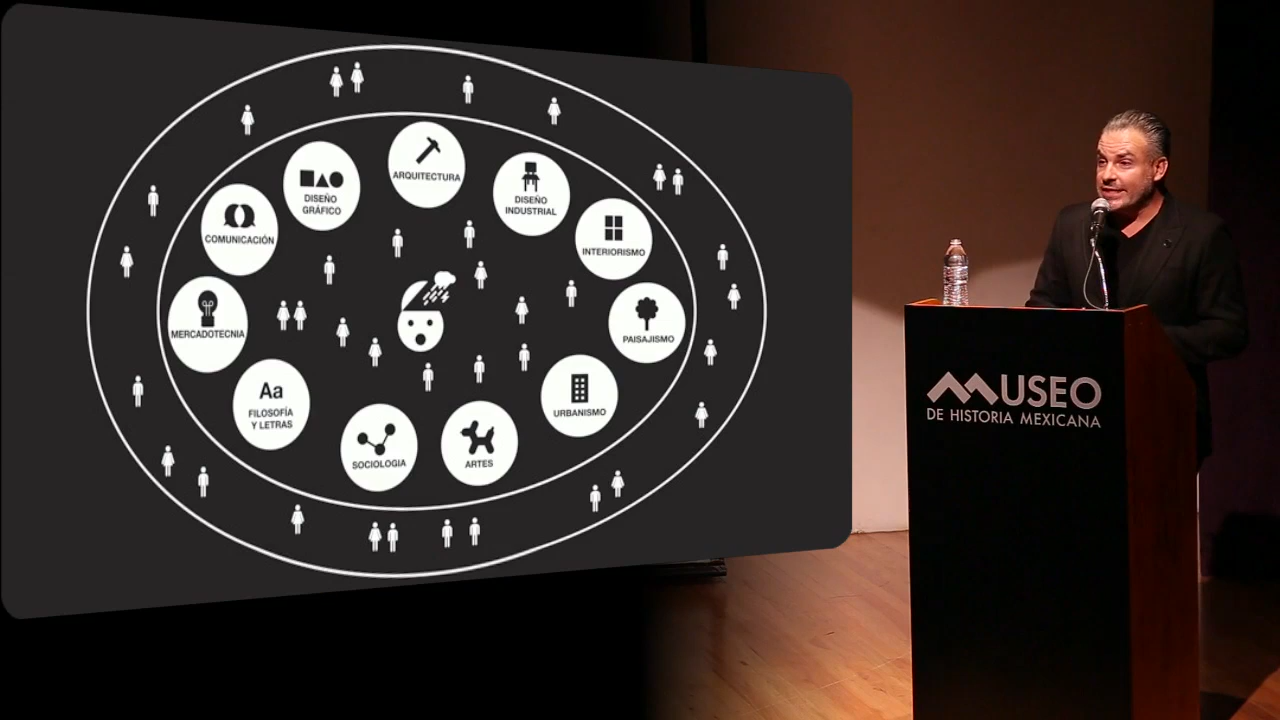 ARQUITECTURA
DISEÑO
INDUSTRIAL
INTERIORISMO
PAISAJISMO
URBANISMO
ARTES
SOCIOLOGIA
Aa
FILOSOFÍA
Y LETRAS
MERCADOTECNIA
COMUNICACIÓN
DISEÑO
GRÁFICO
MUSEO
DE HISTORIA MEXICANA